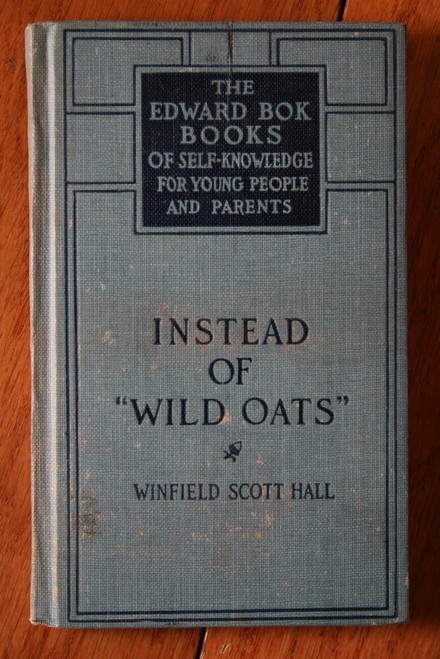 THE
EDWARD BOK
BOOKS
OF SELF-KNOWLEDGE
FOR YOUNG PEOPLE
AND PARENTS
INSTEAD
OF
“WILD OATS”
WINFIELD SCOTT HALL